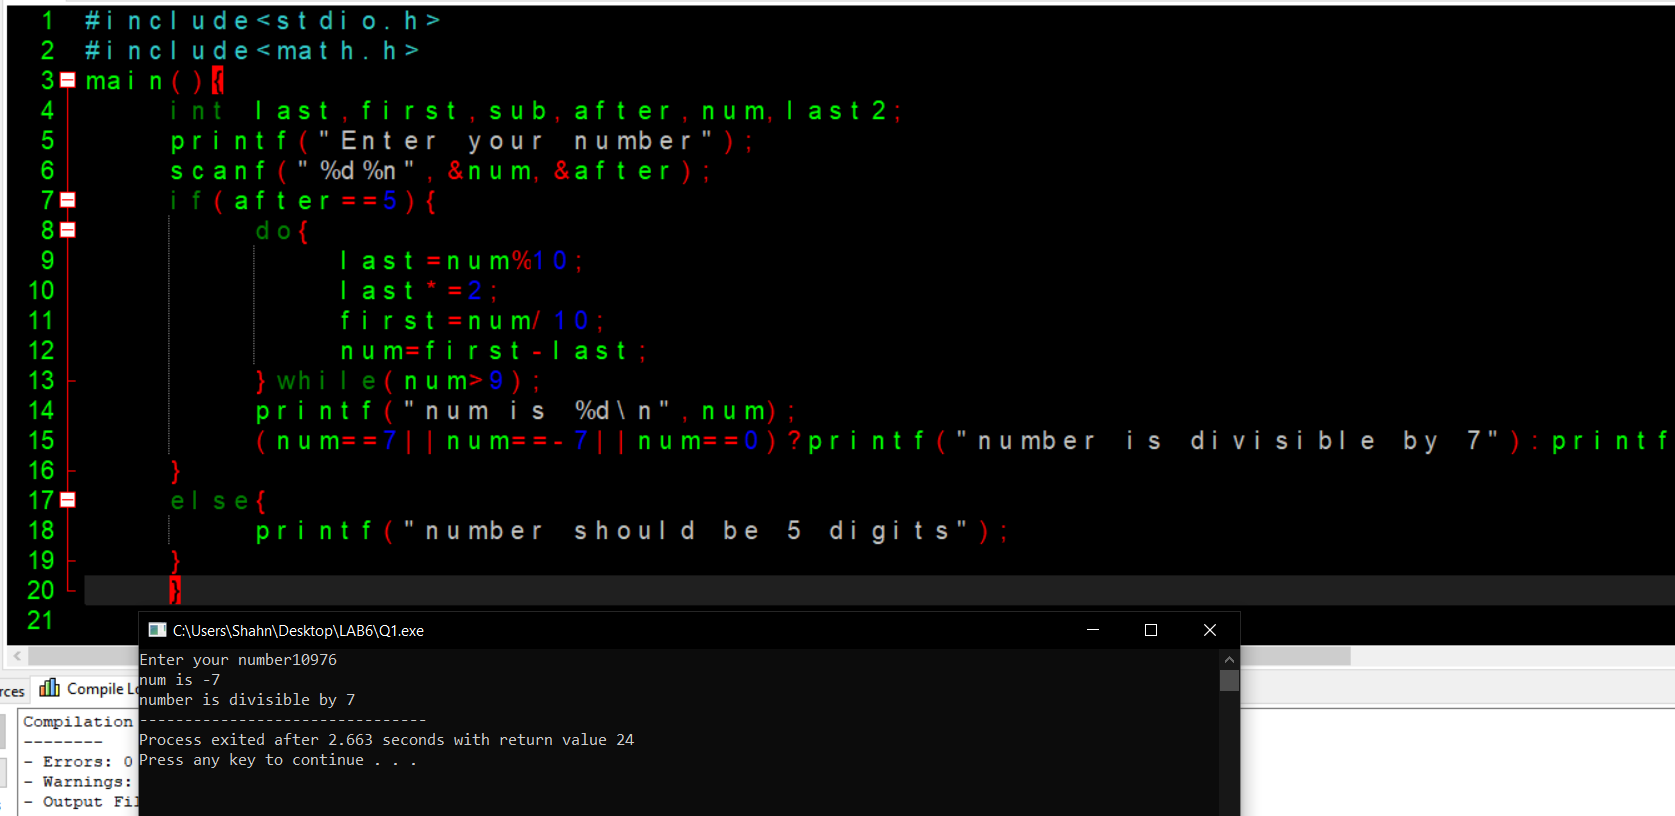 1 #include<stdio.h>
2 #include<math.h>
3 main(){
4 int last,first,sub,after,num,last2;
5 printf("Enter your number");
6 scanf("%d%n",&num,&after);
7 if(after==5){
8 do{
9 last=num%10;
10 last*=2;
11 first=num/10;
12 num=first-last;
13 }while(num>9);
14 printf("num is %d\n",num);
15 (num==7||num==-7||num==0)?printf("number is divisible by 7"):printf
16 }
17 else{
18 printf("number should be 5 digits");
19 }
20 }
21
C:\Users\Shahn\Desktop\LAB6\Q1.exe
Enter your number10976
num is -7
number is divisible by 7
--------------------------------
Process exited after 2.663 seconds with return value 24
Press any key to continue . . .
rces Compile Lo
Compilation
--------
- Errors: 0
- Warnings:
- Output Fil